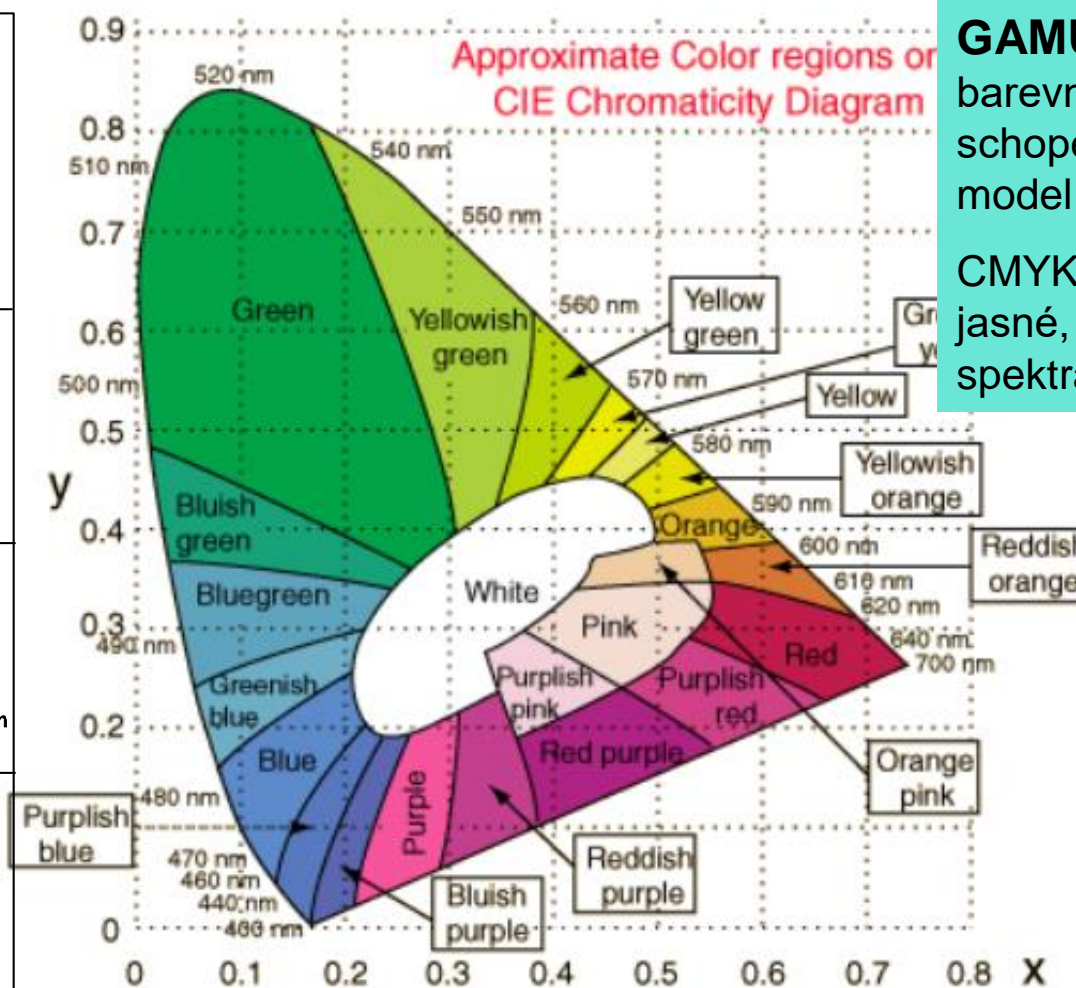 Approximate Color regions on
CIE Chromaticity Diagram
GAMU
barevn
schope
model
CMYK
jasné,
spektra
0.9
0.8
0.7
0.6
0.5
0.4
0.3
0.2
0
y
0
0.1
0.2
0.3
0.4
0.5
0.6
0.7
0.8
x
520 nm
510 nm
540 nm
550 nm
560 nm
570 nm
500 nm
580 nm
590 nm
600 nm
610 nm
620 nm
640 nm
700 nm
490 nm
480 nm
470 nm
460 nm
440 nm
400 nm
Green
Yellowish
green
Yellow
green
Yellow
Yellowish
orange
Orange
Reddish
orange
Bluish
green
Bluegreen
White
Pink
Red
Greenish
blue
Purplish
pink
Purplish
red
Blue
Red purple
Orange
pink
Purplish
blue
Purple
Reddish
purple
Bluish
purple